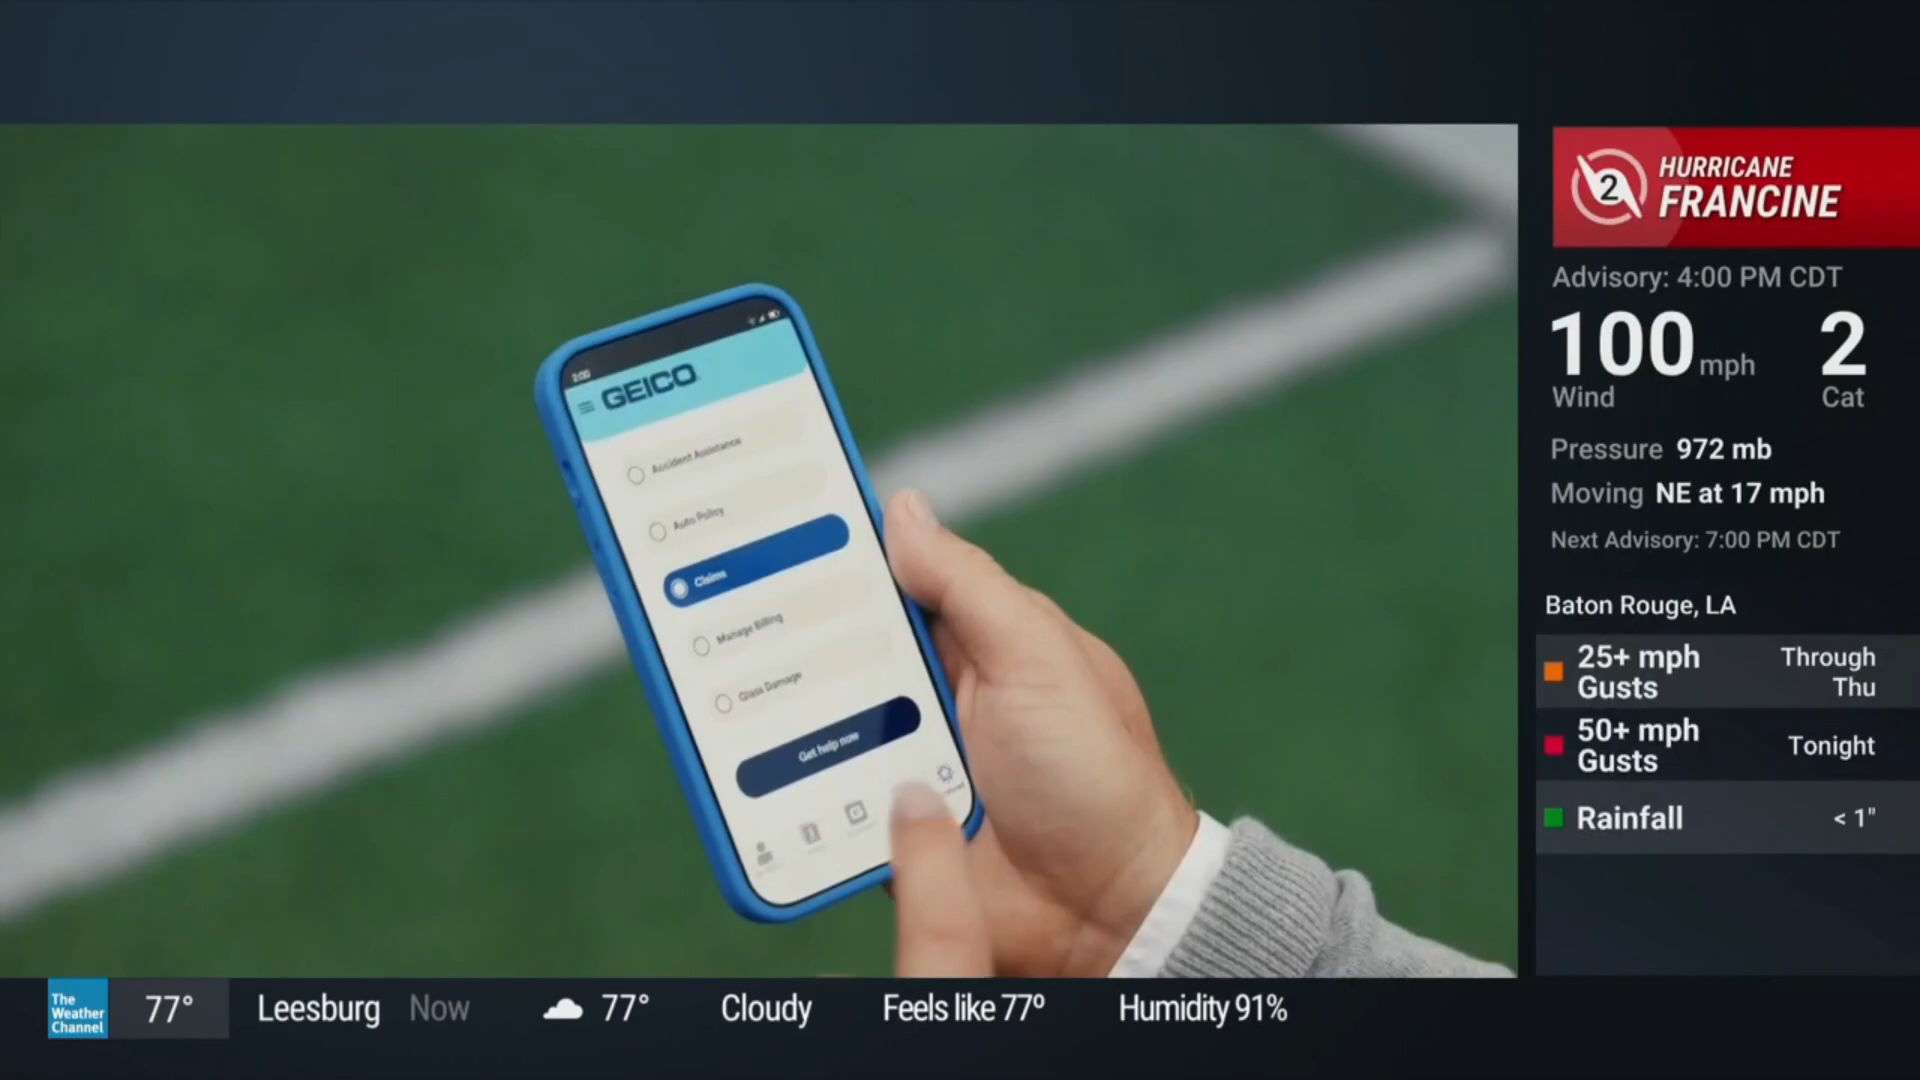 2:00
GEICO
Accident Assistance
Auto Policy
Claims
Manage Billing
Glass Damage
Get help now
2
HURRICANE
FRANCINE
Advisory: 4:00 PM CDT
100 mph 2
Wind Cat
Pressure 972 mb
Moving NE at 17 mph
Next Advisory: 7:00 PM CDT
Baton Rouge, LA
25+ mph Through
Gusts Thu
50+ mph
Gusts Tonight
Rainfall < 1"
The
Weather
Channel
77° Leesburg Now 77° Cloudy Feels like 77º Humidity 91%